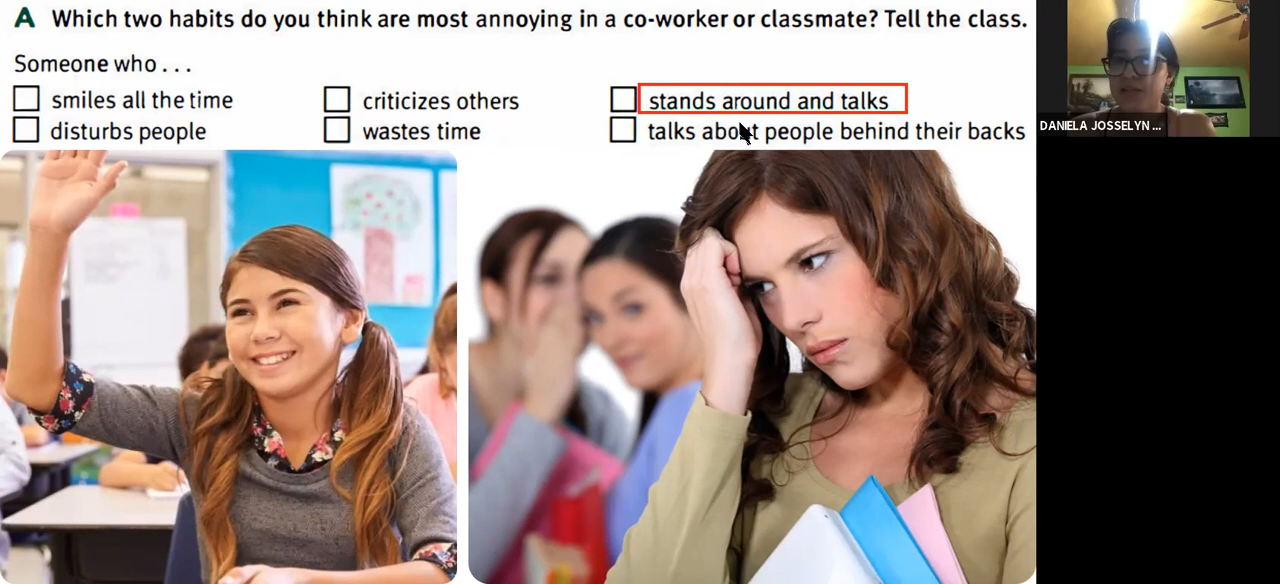 A Which two habits do you think are most annoying in a co-worker or classmate? Tell the class.
Someone who . . .
smiles all the time
criticizes others
stands around and talks
disturbs people
wastes time
talks about people behind their backs
DANIELA JOSSELYN ...